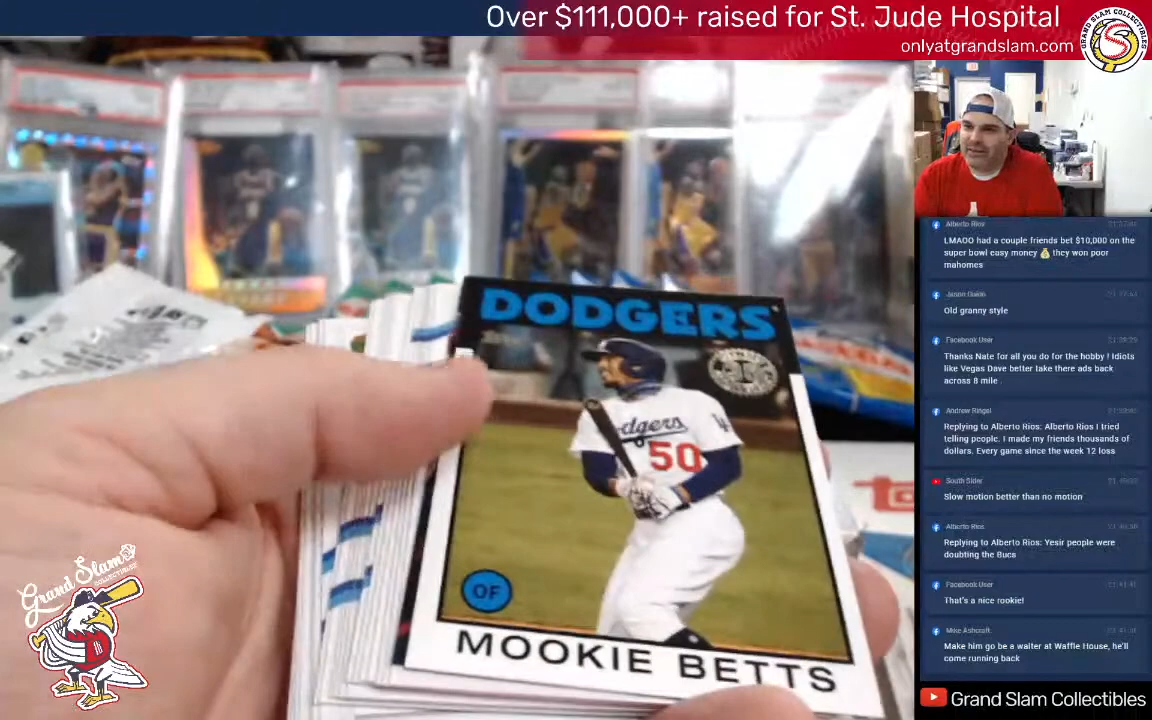 Over $111,000+ raised for St. Jude Hospital
onlyatgrandslam.com
DODGERS
Dodgers
LA
50
OF
MOOKIE BETTS
Grand Slam
COLLECTIBLES
Alberto Rios
LMAOO had a couple friends bet $10,000 on the
super bowl easy money 💰 they won poor
mahomes
Old granny style
Facebook User
Thanks Nate for all you do for the hobby ! Idiots
like Vegas Dave better take there ads back
across 8 mile
Andrew Ringel
Replying to Alberto Rios: Alberto Rios I tried
telling people. I made my friends thousands of
dollars. Every game since the week 12 loss
South Sider
Slow motion better than no motion
Alberto Rios
Replying to Alberto Rios: Yesir people were
doubting the Bucs
Facebook User
That's a nice rookie!
Mike Ashcraft
Make him go be a waiter at Waffle House, he'll
come running back
Grand Slam Collectibles